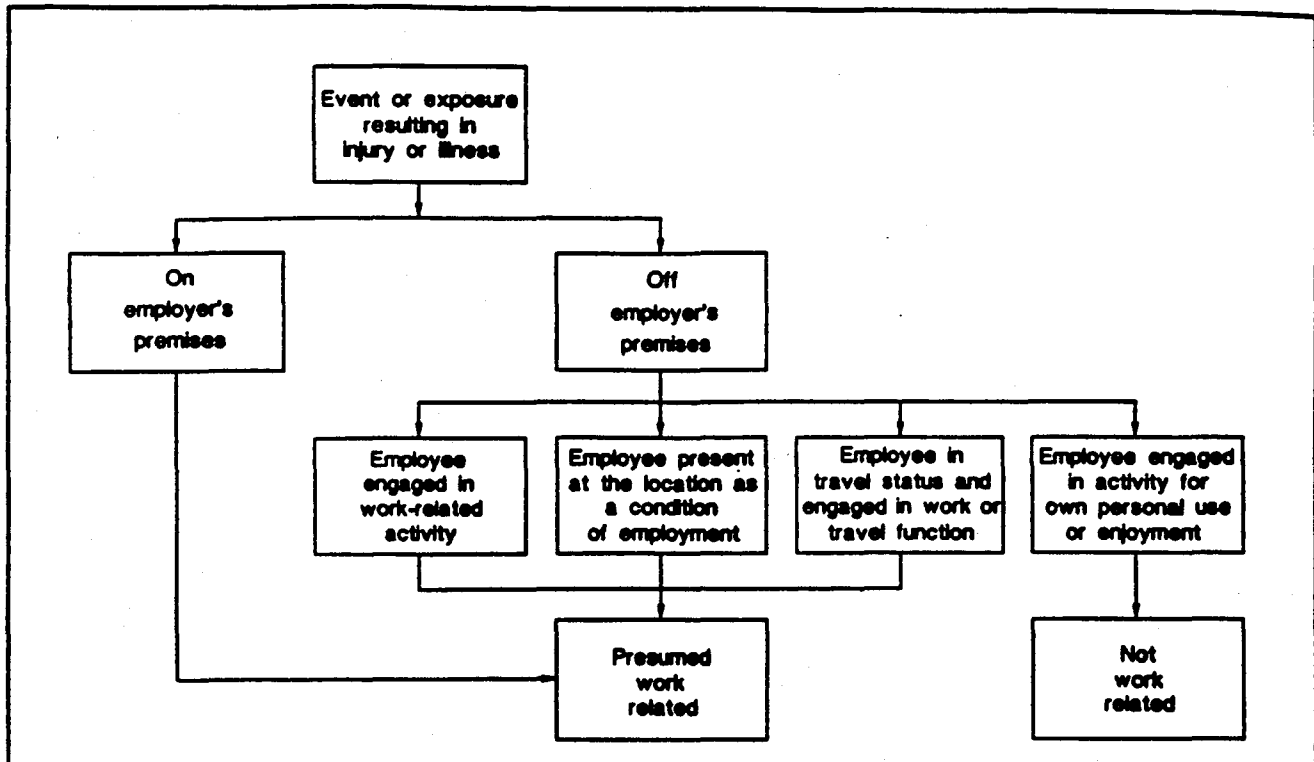 Event or exposure
resulting in
injury or illness
On
employer's
premises
Off
employer's
premises
Employee
engaged in
work-related
activity
Employee present
at the location as
a condition
of employment
Employee in
travel status and
engaged in work or
travel function
Employee engaged
in activity for
own personal use
or enjoyment
Presumed
work
related
Not
work
related